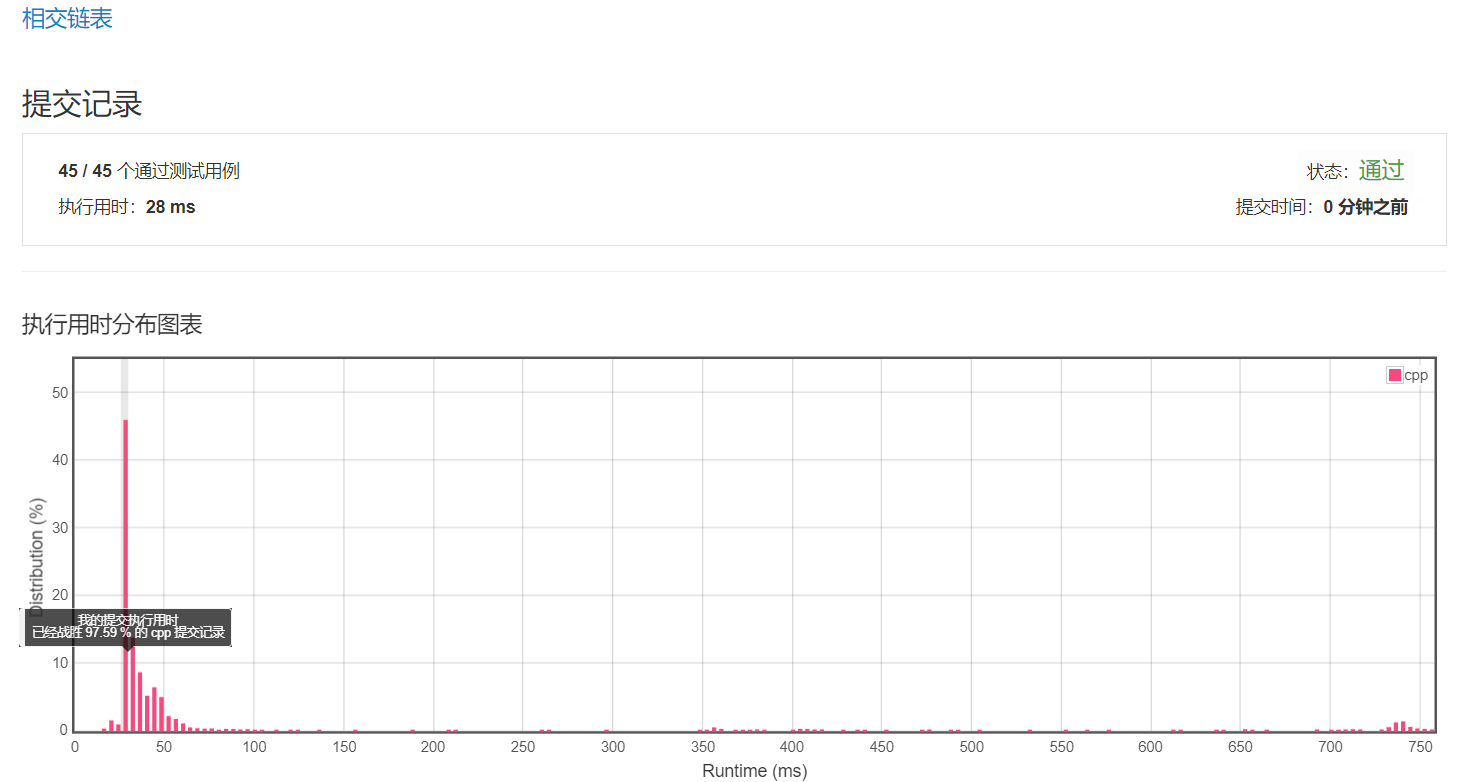 相交链表
提交记录
45 / 45 个通过测试用例
状态：通过
执行用时：28 ms
提交时间：0 分钟之前
执行用时分布图表
cpp
50
40
30
20
10
0
Distribution (%)
我的提交执行用时
已经战胜 97.59 % 的 cpp 提交记录
0 50 100 150 200 250 300 350 400 450 500 550 600 650 700 750
Runtime (ms)